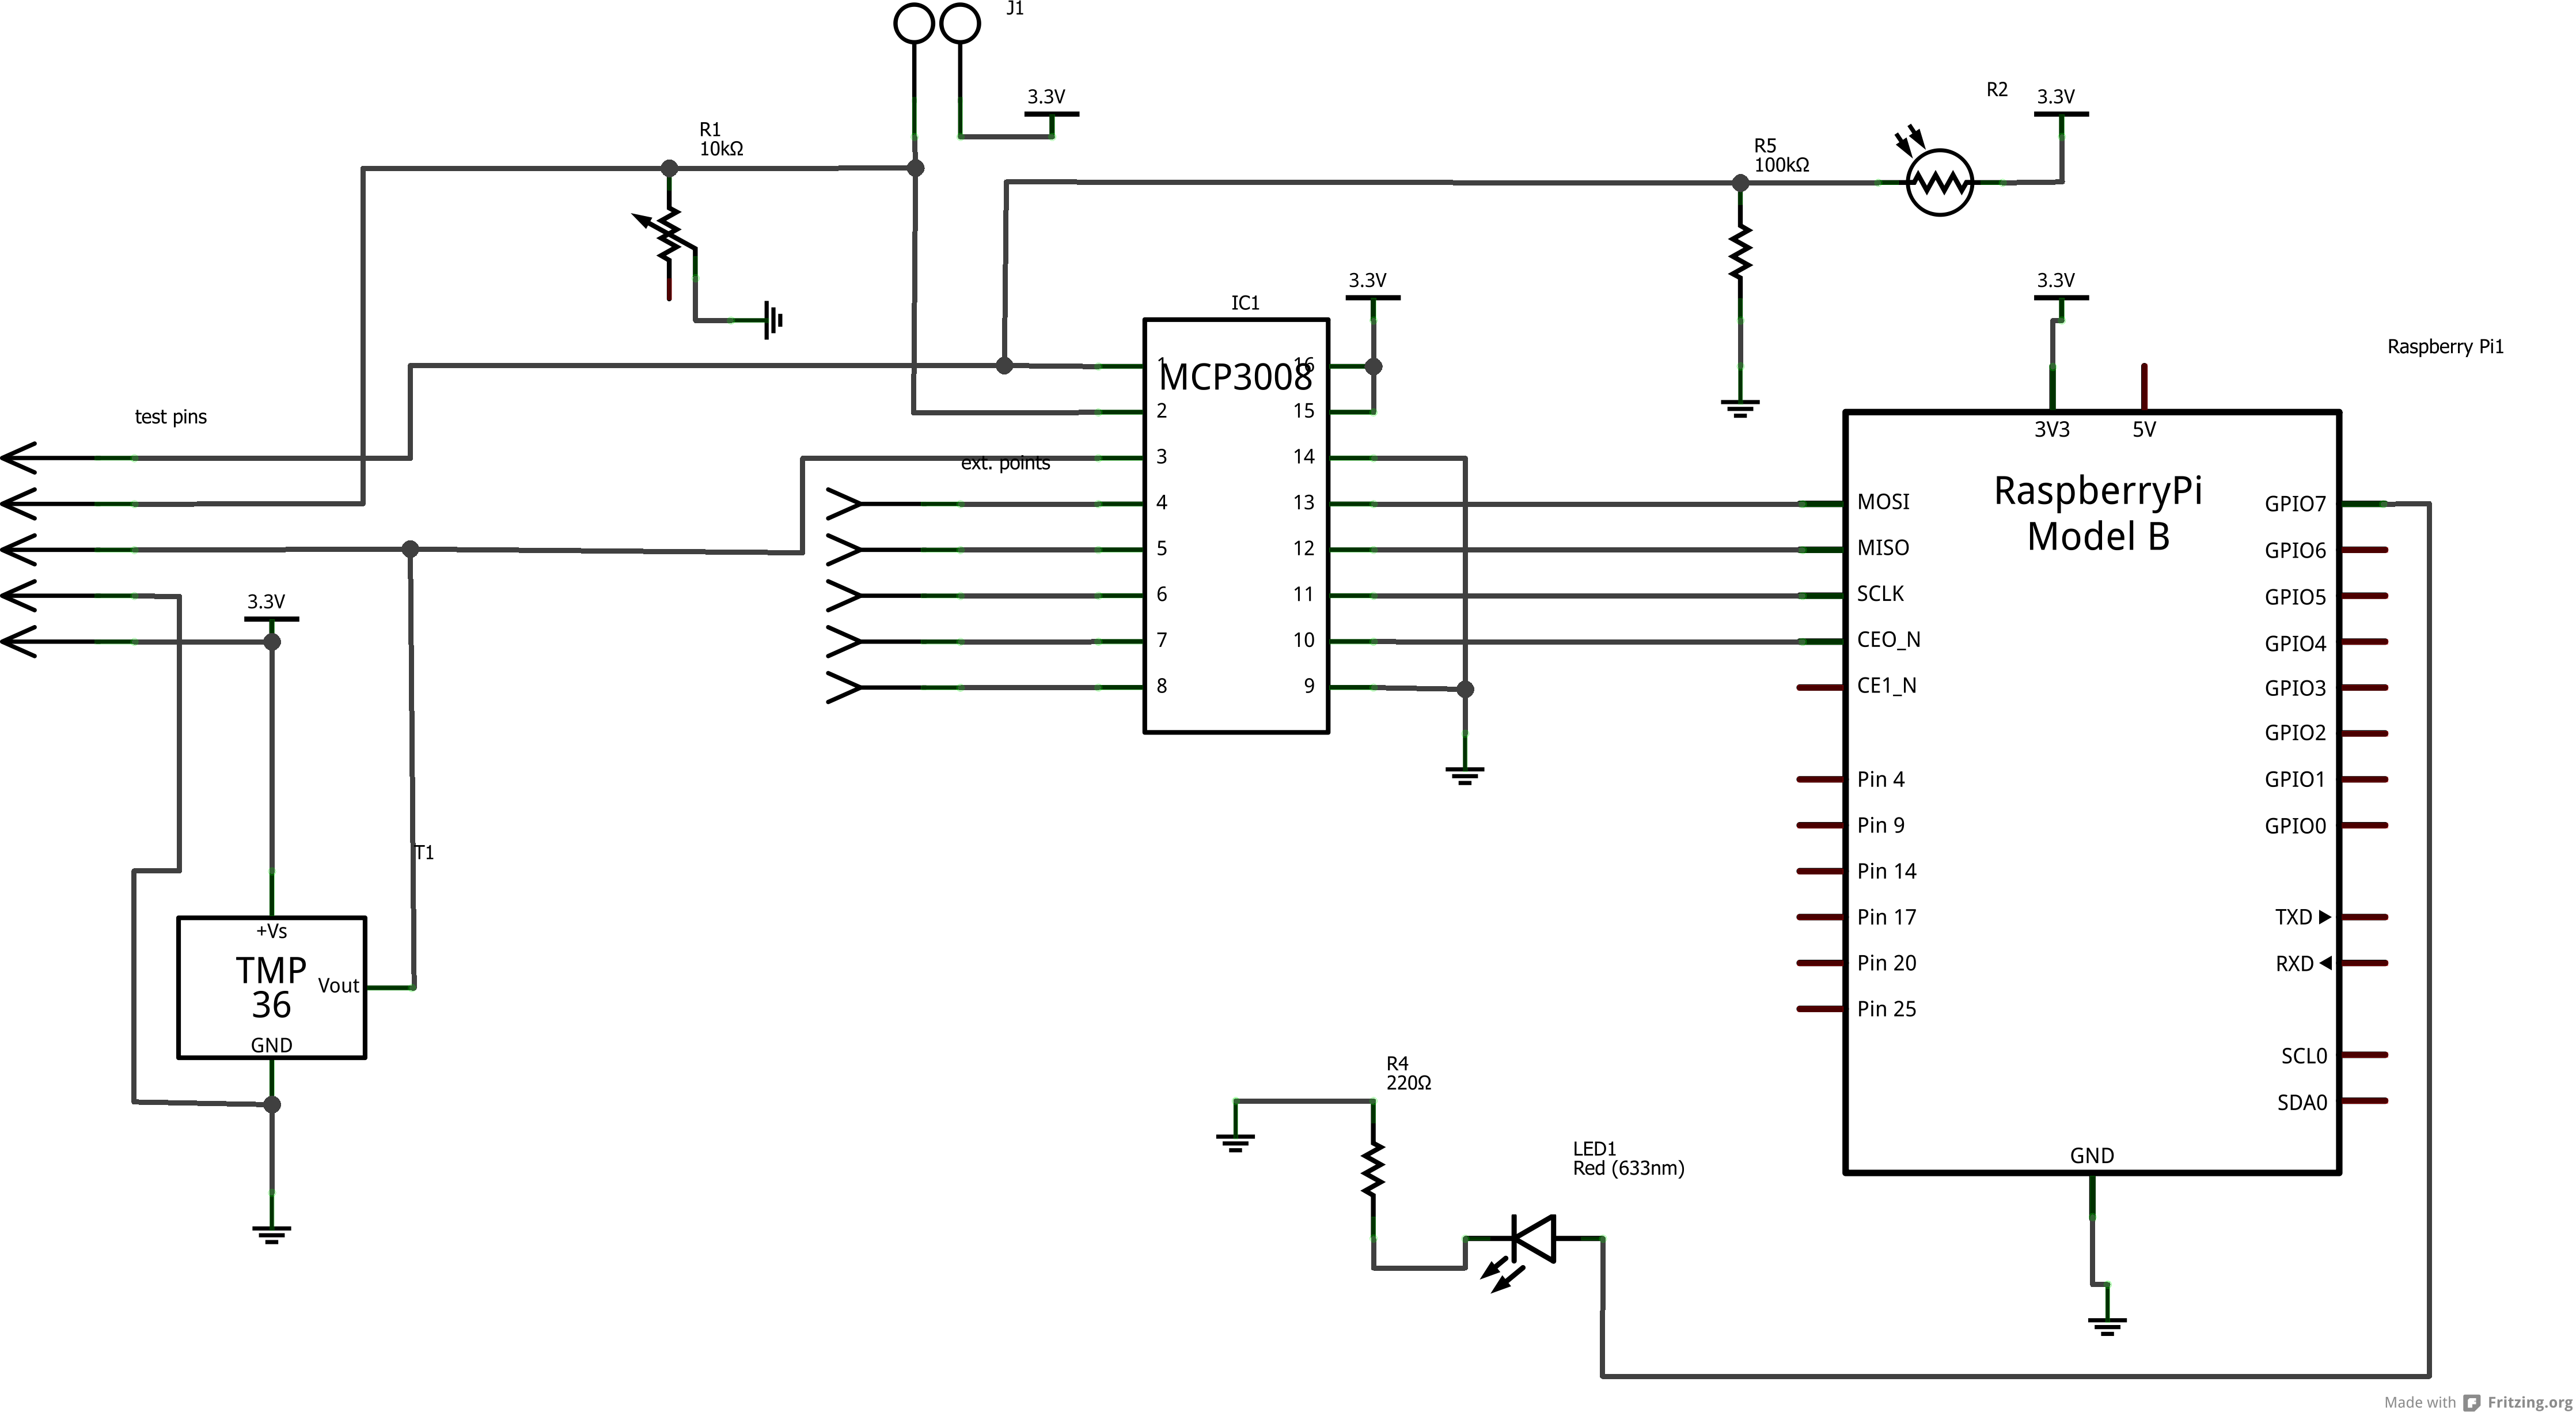 J1
R2
3.3V
3.3V
R1
10kΩ
R5
100kΩ
3.3V
3.3V
IC1
Raspberry Pi1
1
16
MCP3008
test pins
2
15
3V3
5V
3
14
ext. points
RaspberryPi
Model B
4
13
MOSI
GPIO7
5
12
MISO
GPIO6
6
11
SCLK
GPIO5
3.3V
7
10
CEO_N
GPIO4
8
9
CE1_N
GPIO3
GPIO2
Pin 4
GPIO1
Pin 9
GPIO0
T1
Pin 14
Pin 17
TXD
+Vs
TMP
36
Vout
GND
Pin 20
RXD
Pin 25
SCL0
R4
220Ω
SDA0
LED1
Red (633nm)
GND
Made with Fritzing.org